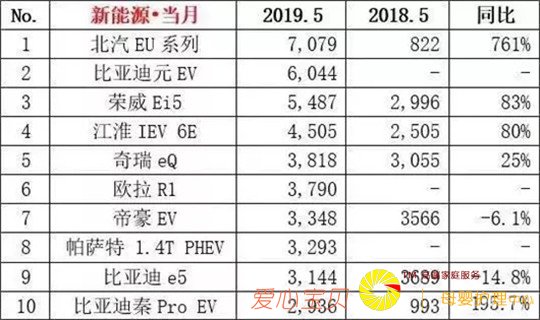 No. 新能源·当月 2019.5 2018.5 同比
1 北汽 EU 系列 7,079 822 761%
2 比亚迪元 EV 6,044 - -
3 荣威 Ei5 5,487 2,996 83%
4 江淮 IEV 6E 4,505 2,505 80%
5 奇瑞 eQ 3,818 3,055 25%
6 欧拉 R1 3,790 - -
7 帝豪 EV 3,348 3566 -6.1%
8 帕萨特 1.4T PHEV 3,293 - -
9 比亚迪 e5 3,144 3689 -14.8%
10 比亚迪秦 Pro EV 2,936 993 195.7%
爱心宝贝
家庭服务
母婴护理